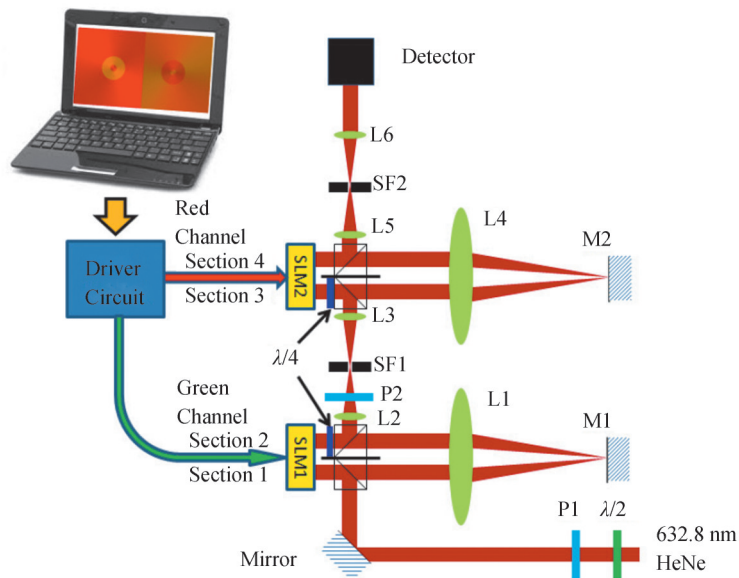 Detector
L6
SF2
Red
Channel
Section 4
Section 3
L5
L4
M2
Driver
Circuit
SLM2
L3
λ/4
SF1
P2
Green
Channel
Section 2
Section 1
L2
L1
M1
SLM1
P1
λ/2
632.8 nm
HeNe
Mirror